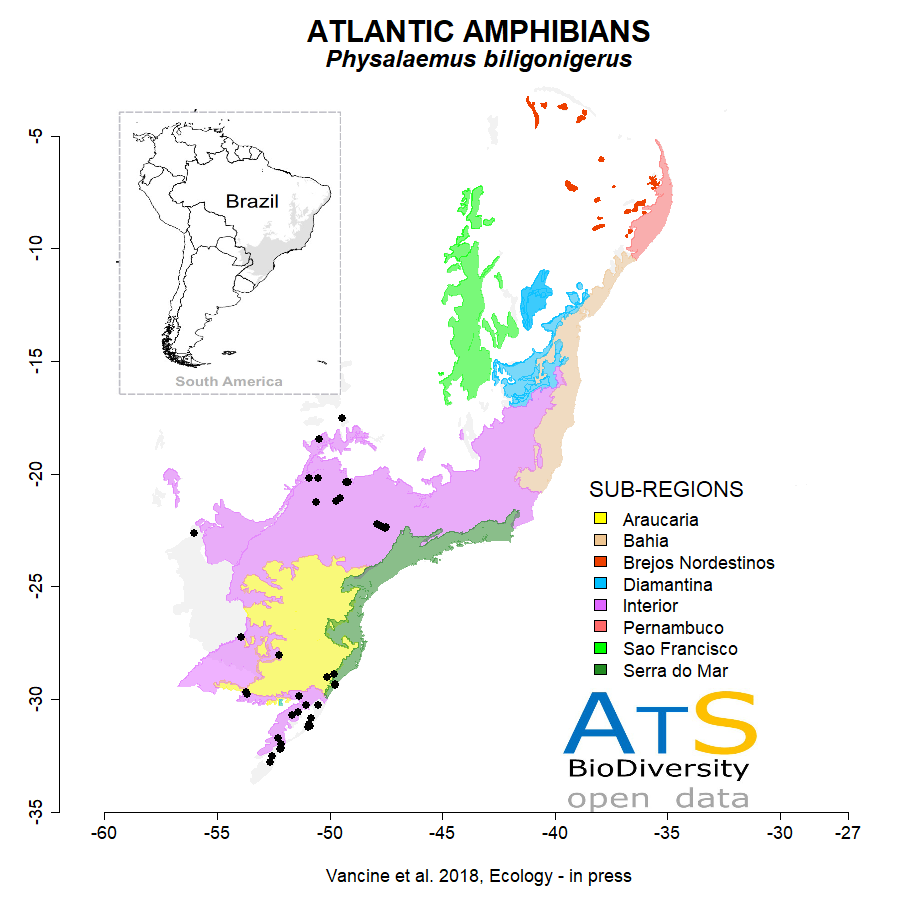 ATLANTIC AMPHIBIANS
Physalaemus biligonigerus
Brazil
South America
-5
-10
-15
-20
-25
-30
-35
SUB-REGIONS
Araucaria
Bahia
Brejos Nordestinos
Diamantina
Interior
Pernambuco
Sao Francisco
Serra do Mar
ATS
BioDiversity
open data
-60 -55 -50 -45 -40 -35 -30 -27
Vancine et al. 2018, Ecology - in press